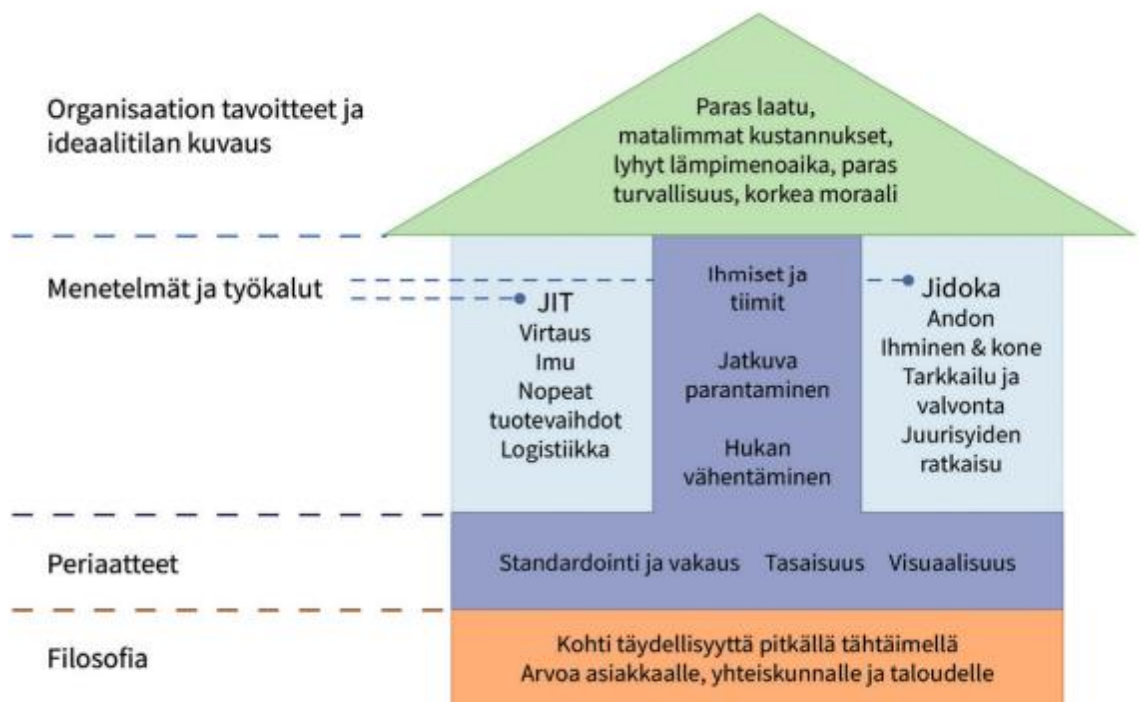 Organisaation tavoitteet ja
ideaalitilan kuvaus
Paras laatu,
matalimmat kustannukset,
lyhyt lämpimenoaika, paras
turvallisuus, korkea moraali
Menetelmät ja työkalut
JIT
Virtaus
Imu
Nopeat
tuotevaihdot
Logistiikka
Ihmiset ja
tiimit
Jatkuva
parantaminen
Hukan
vähentäminen
Jidoka
Andon
Ihminen & kone
Tarkkailu ja
valvonta
Juurisyiden
ratkaisu
Periaatteet
Standardointi ja vakaus Tasaisuus Visuaalisuus
Filosofia
Kohti täydellisyyttä pitkällä tähtäimellä
Arvoa asiakkaalle, yhteiskunnalle ja taloudelle